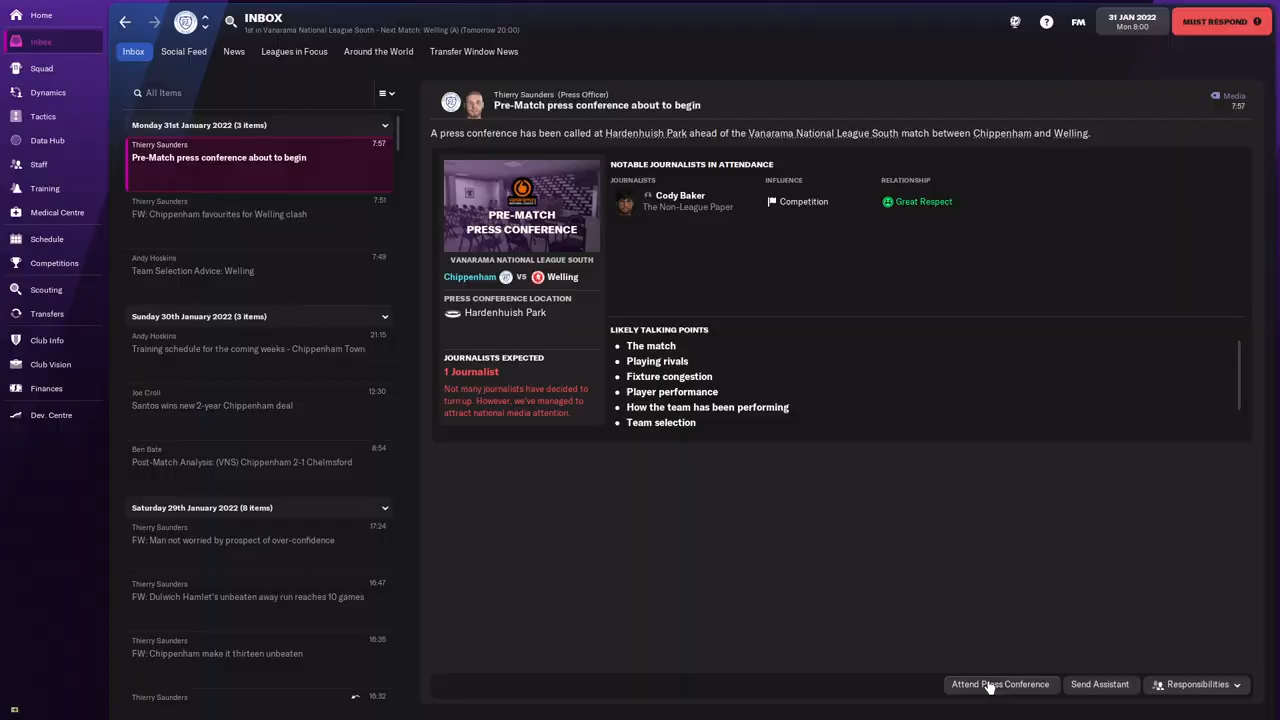 Home
Inbox
Squad
Dynamics
Tactics
Data Hub
Staff
Training
Medical Centre
Schedule
Competitions
Scouting
Transfers
Club Info
Club Vision
Finances
Dev. Centre
INBOX
1st in Vanarama National League South - Next Match: Welling (A) (Tomorrow 20:00)
FM
31 JAN 2022
Mon 8:00
MUST RESPOND
Inbox
Social Feed
News
Leagues in Focus
Around the World
Transfer Window News
All Items
Monday 31st January 2022 (3 items)
Thierry Saunders
7:57
Pre-Match press conference about to begin
Thierry Saunders
7:51
FW: Chippenham favourites for Welling clash
Andy Hoskins
7:49
Team Selection Advice: Welling
Sunday 30th January 2022 (3 items)
Andy Hoskins
21:15
Training schedule for the coming weeks - Chippenham Town
Joe Croll
12:30
Santos wins new 2-year Chippenham deal
Ben Bate
8:54
Post-Match Analysis: (VNS) Chippenham 2-1 Chelmsford
Saturday 29th January 2022 (8 items)
Thierry Saunders
17:24
FW: Man not worried by prospect of over-confidence
Thierry Saunders
16:47
FW: Dulwich Hamlet's unbeaten away run reaches 10 games
Thierry Saunders
16:35
FW: Chippenham make it thirteen unbeaten
Thierry Saunders
16:32
Thierry Saunders (Press Officer)
Pre-Match press conference about to begin
Media
7:57
A press conference has been called at Hardenhuish Park ahead of the Vanarama National League South match between Chippenham and Welling.
PRE-MATCH
PRESS CONFERENCE
VANARAMA NATIONAL LEAGUE SOUTH
Chippenham VS Welling
PRESS CONFERENCE LOCATION
Hardenhuish Park
JOURNALISTS EXPECTED
1 Journalist
Not many journalists have decided to
turn up. However, we've managed to
attract national media attention.
NOTABLE JOURNALISTS IN ATTENDANCE
JOURNALISTS
INFLUENCE
RELATIONSHIP
Cody Baker
The Non-League Paper
Competition
Great Respect
LIKELY TALKING POINTS
The match
Playing rivals
Fixture congestion
Player performance
How the team has been performing
Team selection
Attend Press Conference
Send Assistant
Responsibilities